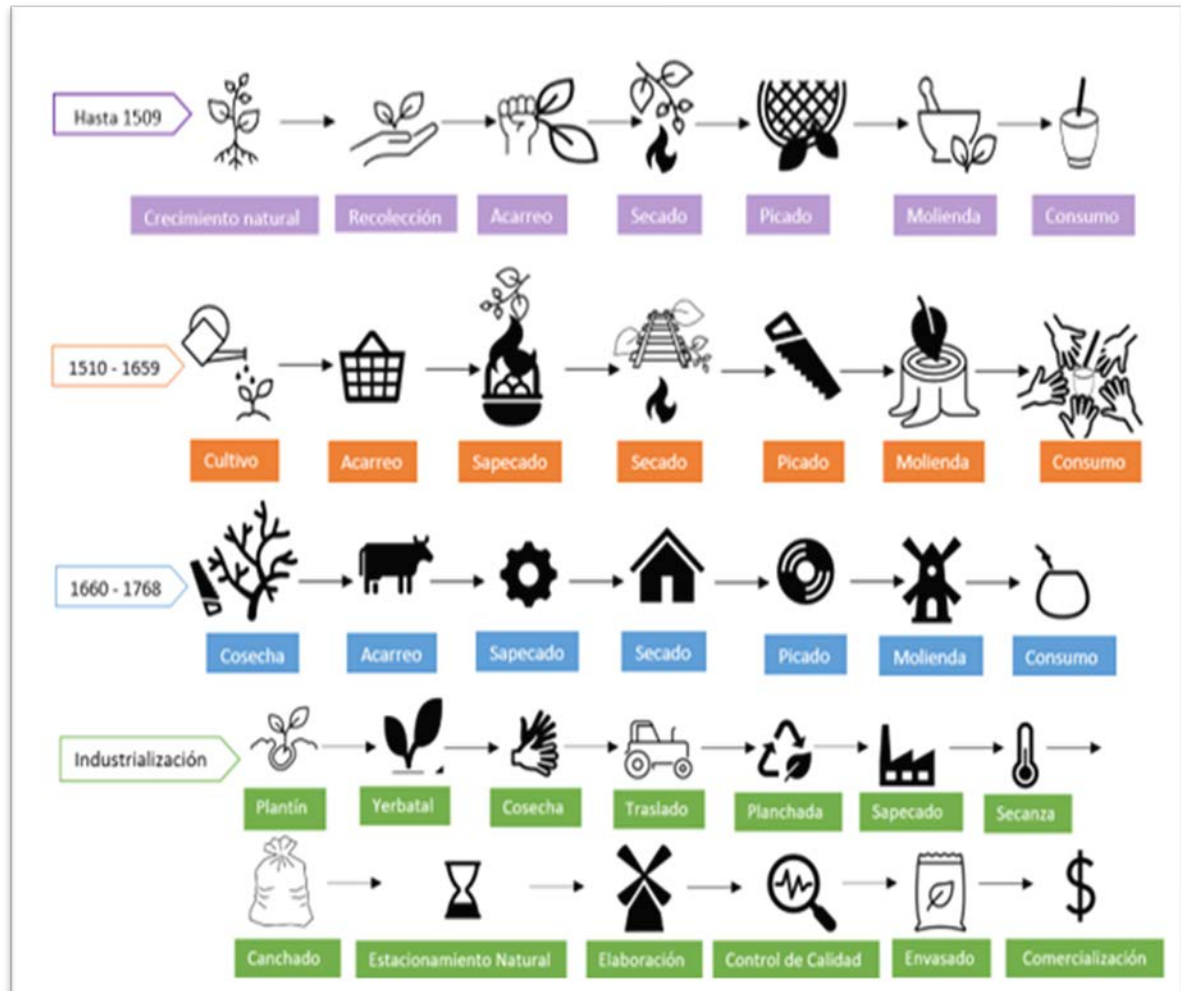 Hasta 1509
Crecimiento natural
Recolección
Acarreo
Secado
Picado
Molienda
Consumo
1510 - 1659
Cultivo
Acarreo
Sapecado
Secado
Picado
Molienda
Consumo
1660 - 1768
Cosecha
Acarreo
Sapecado
Secado
Picado
Molienda
Consumo
Industrialización
Plantín
Yerbatal
Cosecha
Traslado
Planchada
Sapecado
Secanza
Canchado
Estacionamiento Natural
Elaboración
Control de Calidad
Envasado
Comercialización